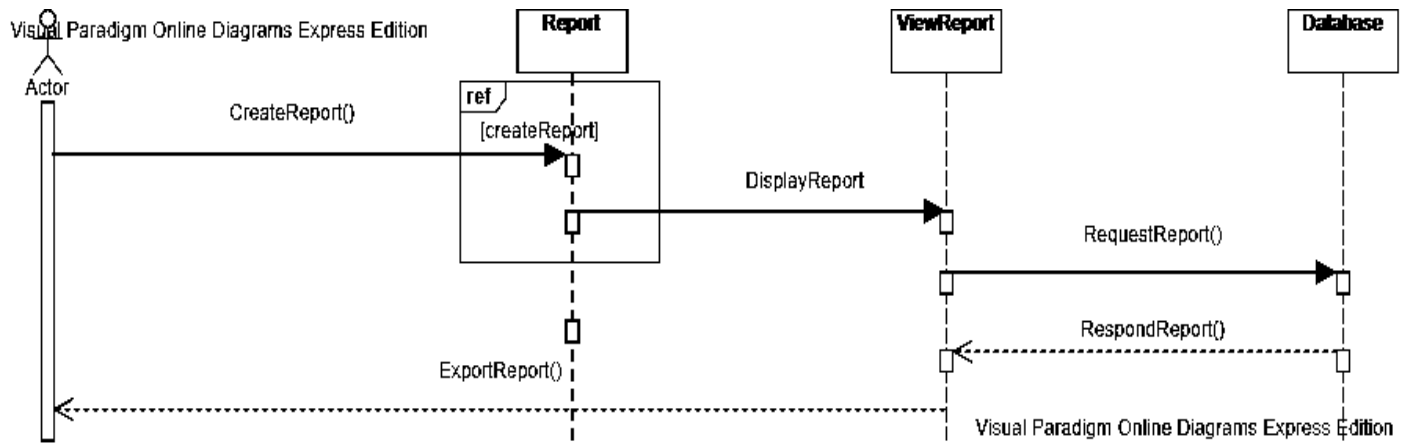 Visual Paradigm Online Diagrams Express Edition
Actor
Report
ViewReport
Database
ref
CreateReport()
[createReport]
DisplayReport
RequestReport()
RespondReport()
ExportReport()
Visual Paradigm Online Diagrams Express Edition